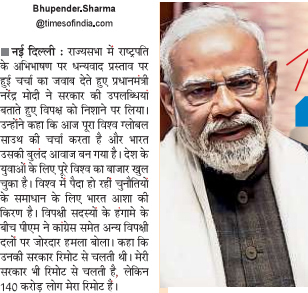 Bhupender.Sharma
@timesofindia.com
■ नई दिल्ली : राज्यसभा में राष्ट्रपति
के अभिभाषण पर धन्यवाद प्रस्ताव पर
हुई चर्चा का जवाब देते हुए प्रधानमंत्री
नरेंद्र मोदी ने सरकार की उपलब्धियां
बताते हुए विपक्ष को निशाने पर लिया।
उन्होंने कहा कि आज पूरा विश्व ग्लोबल
साउथ की चर्चा करता है और भारत
उसकी बुलंद आवाज बन गया है। देश के
युवाओं के लिए पूरे विश्व का बाजार खुल
चुका है। विश्व में पैदा हो रही चुनौतियों
के समाधान के लिए भारत आशा की
किरण है। विपक्षी सदस्यों के हंगामे के
बीच पीएम ने कांग्रेस समेत अन्य विपक्षी
दलों पर जोरदार हमला बोला। कहा कि
उनकी सरकार रिमोट से चलती थी। मेरी
सरकार भी रिमोट से चलती है, लेकिन
140 करोड़ लोग मेरा रिमोट है।